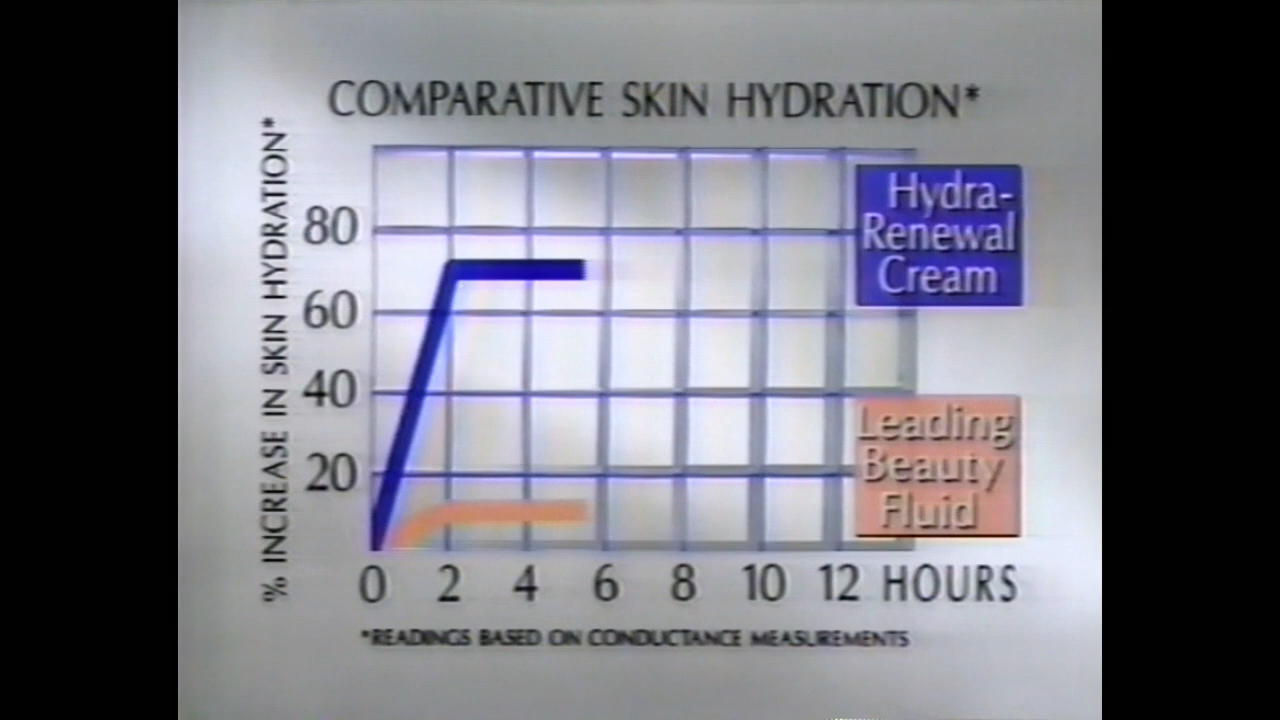 COMPARATIVE SKIN HYDRATION*
% INCREASE IN SKIN HYDRATION*
80
60
40
20
0 2 4 6 8 10 12 HOURS
Hydra-
Renewal
Cream
Leading
Beauty
Fluid
*READINGS BASED ON CONDUCTANCE MEASUREMENTS